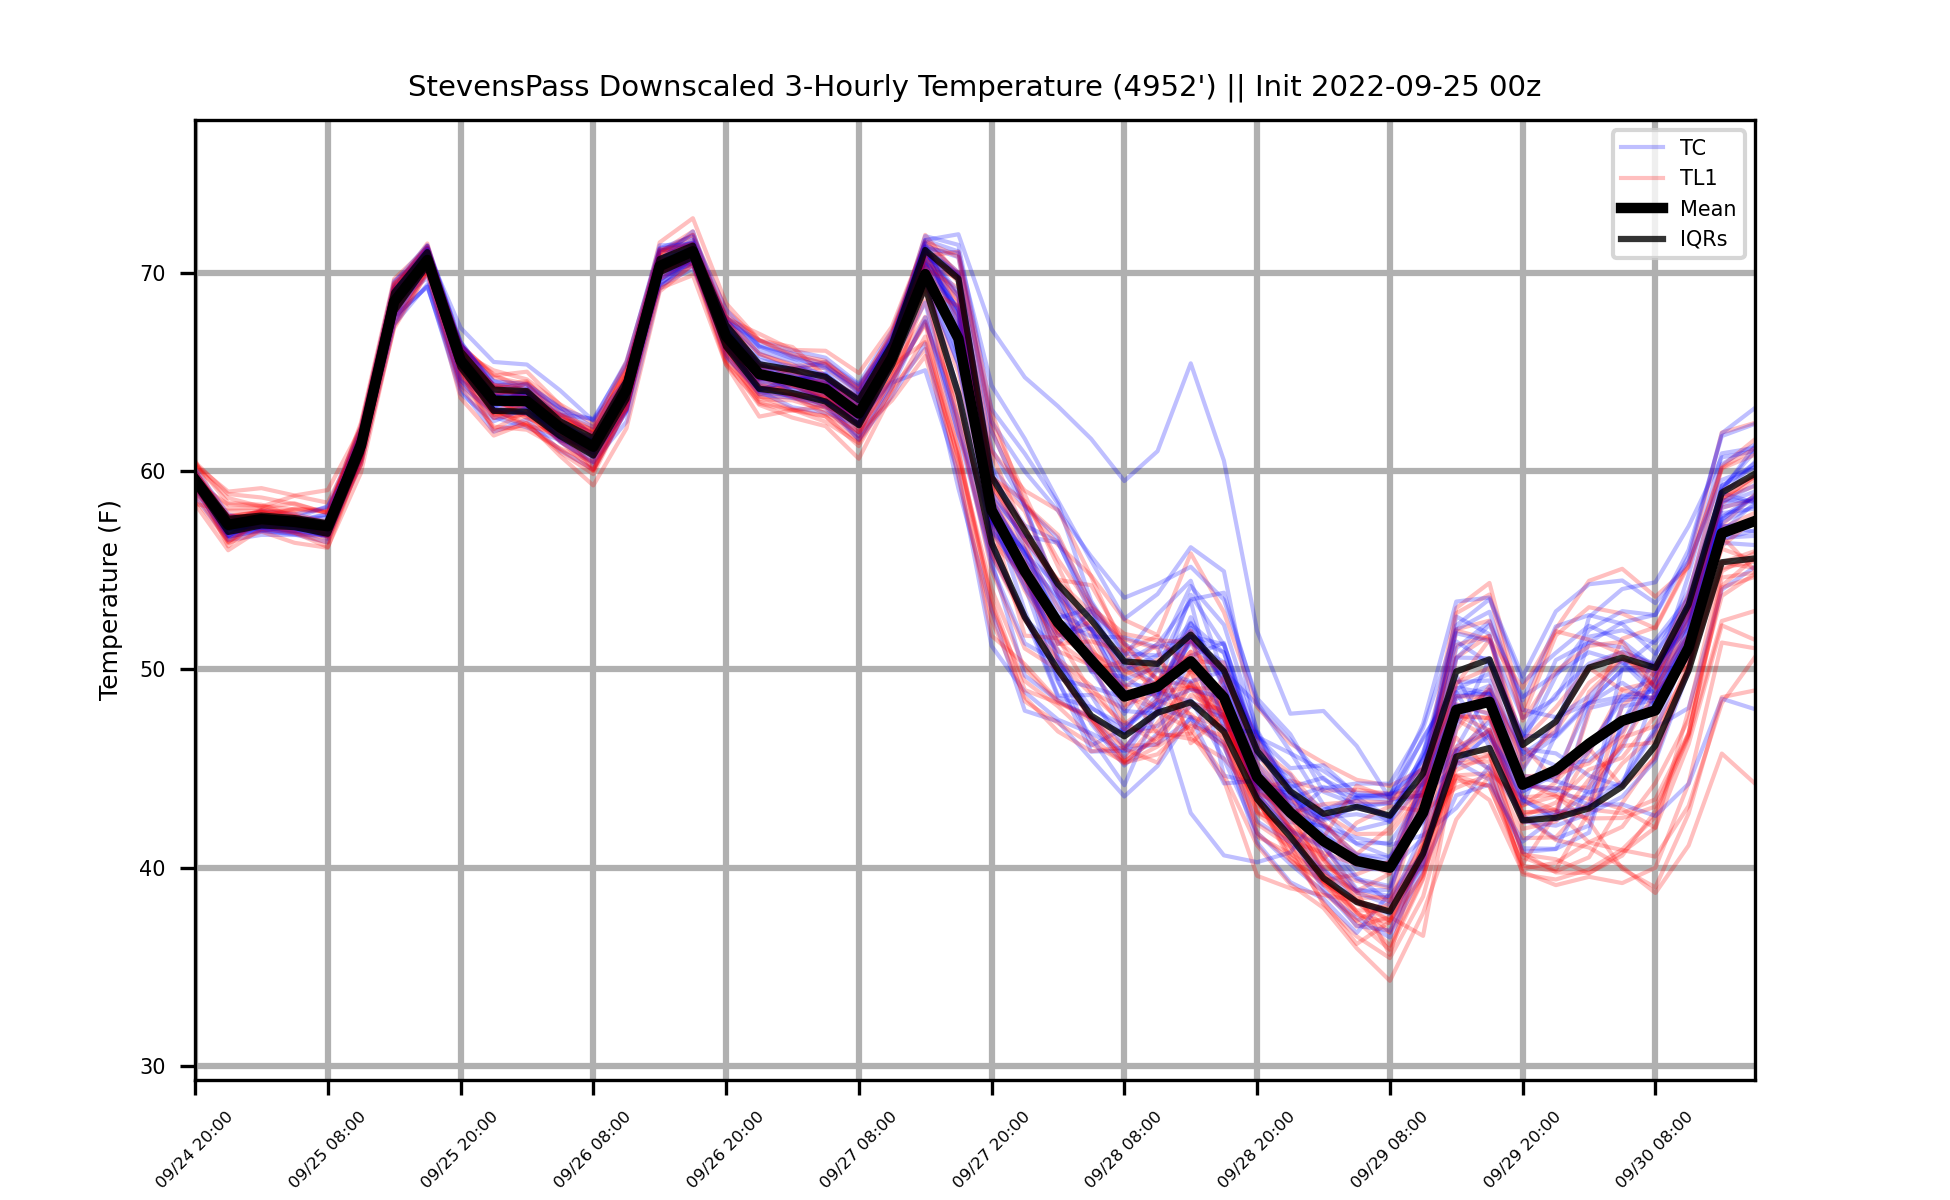 StevensPass Downscaled 3-Hourly Temperature (4952') || Init 2022-09-25 00z
TC
TL1
Mean
IQRs
Temperature (F)
70
60
50
40
30
09/24 20:00
09/25 08:00
09/25 20:00
09/26 08:00
09/26 20:00
09/27 08:00
09/27 20:00
09/28 08:00
09/28 20:00
09/29 08:00
09/29 20:00
09/30 08:00